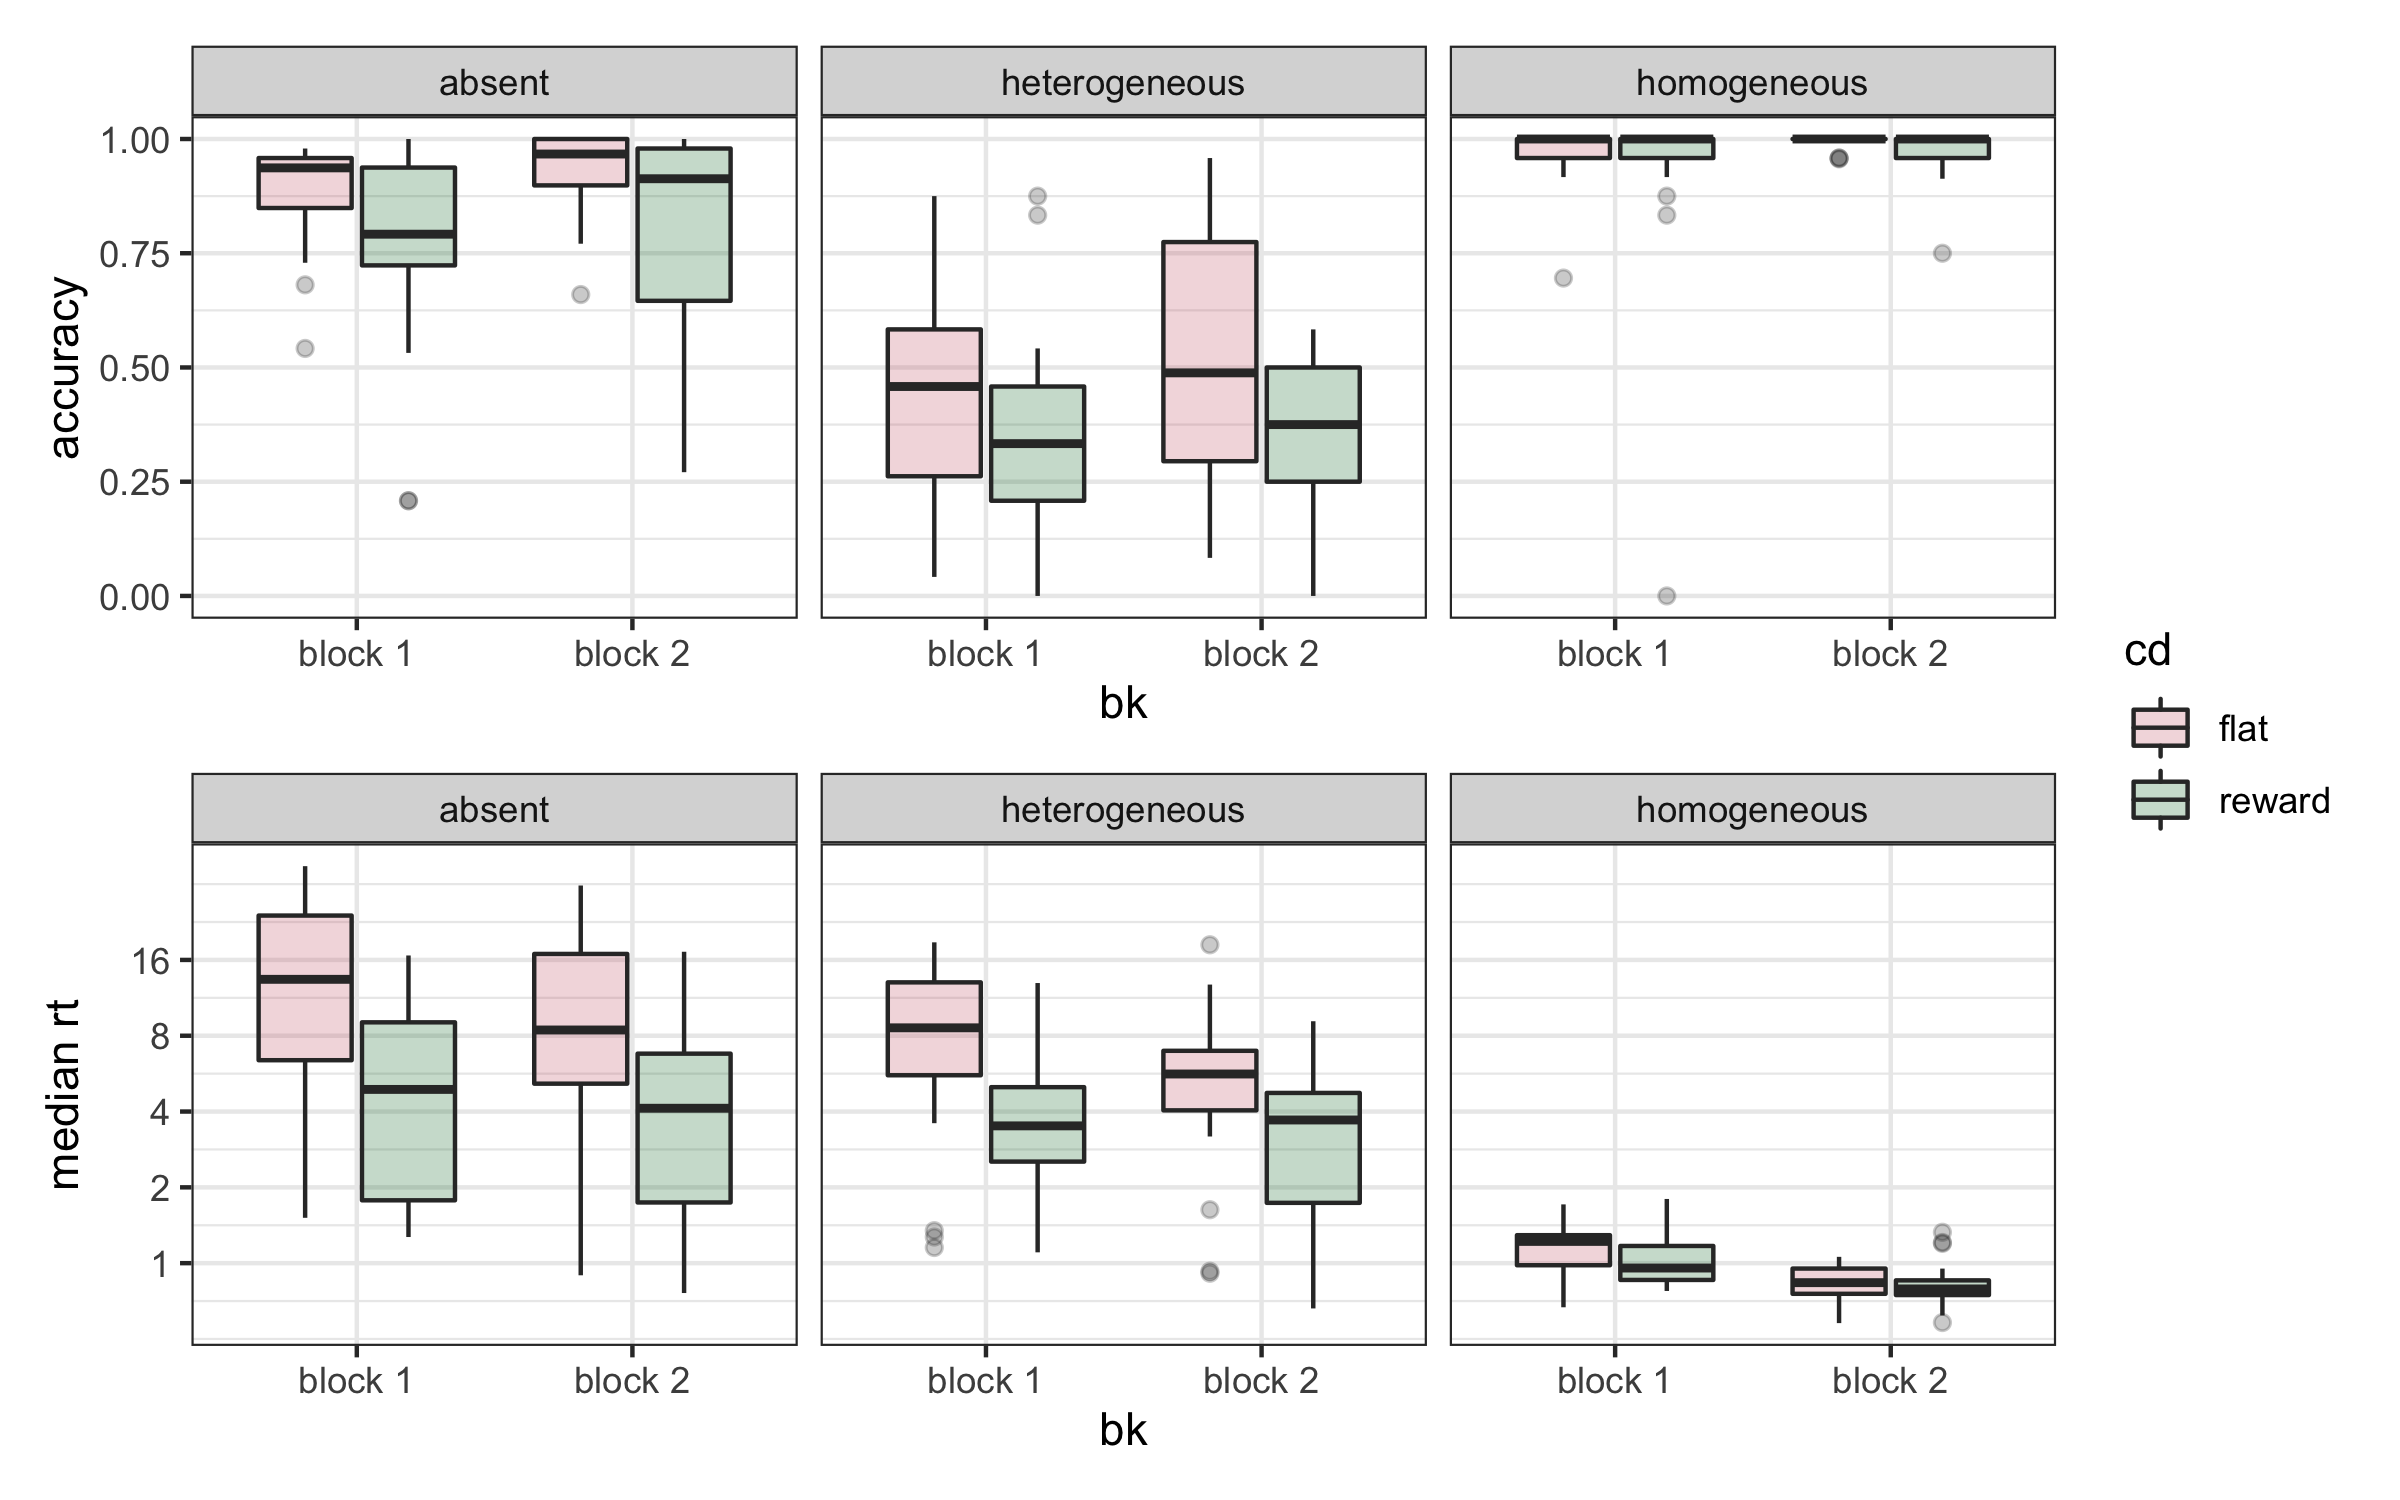 absent heterogeneous homogeneous
1.00
0.75
0.50
0.25
0.00
accuracy
block 1 block 2 block 1 block 2 block 1 block 2
bk
absent heterogeneous homogeneous
16
8
4
2
1
median rt
block 1 block 2 block 1 block 2 block 1 block 2
bk
cd
flat
reward